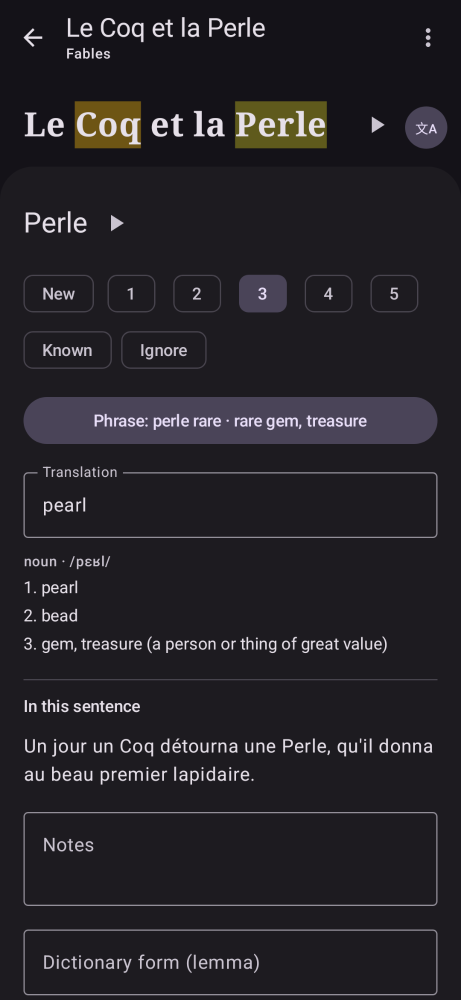 Le Coq et la Perle
Fables
Le Coq et la Perle
文A
Perle
New 1 2 3 4 5
Known Ignore
Phrase: perle rare · rare gem, treasure
Translation
pearl
noun · /pɛʁl/
1. pearl
2. bead
3. gem, treasure (a person or thing of great value)
In this sentence
Un jour un Coq détourna une Perle, qu'il donna
au beau premier lapidaire.
Notes
Dictionary form (lemma)